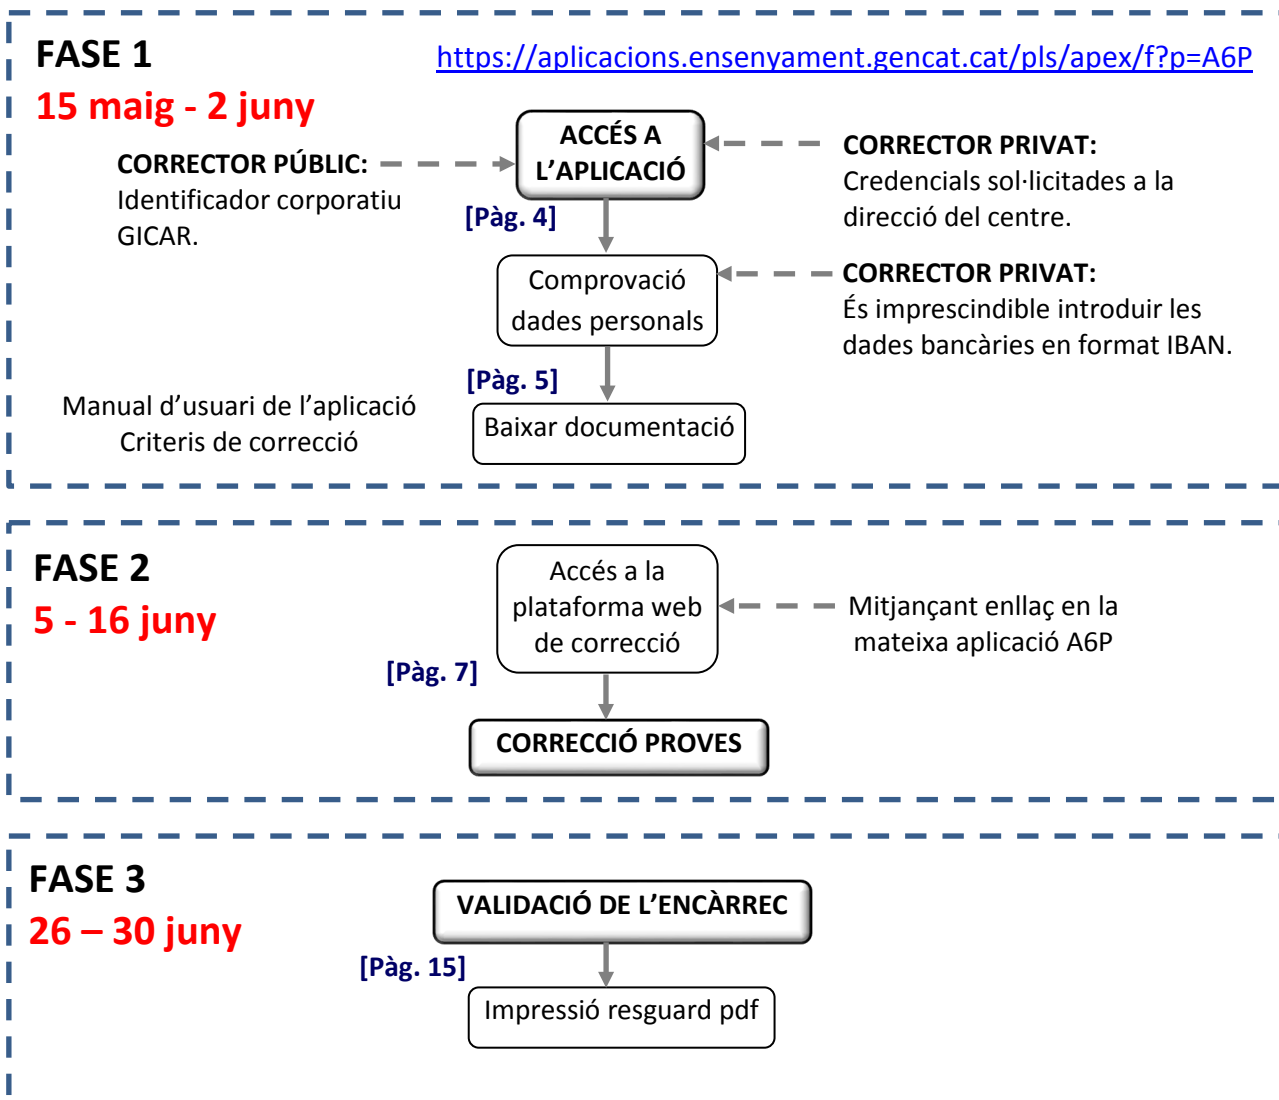 FASE 1
https://aplicacions.ensenyament.gencat.cat/pls/apex/f?p=A6P
15 maig - 2 juny
ACCÉS A
L’APLICACIÓ
CORRECTOR PÚBLIC:
Identificador corporatiu
GICAR.
CORRECTOR PRIVAT:
Credencials sol·licitades a la
direcció del centre.
[Pàg. 4]
Comprovació
dades personals
CORRECTOR PRIVAT:
És imprescindible introduir les
dades bancàries en format IBAN.
[Pàg. 5]
Manual d’usuari de l’aplicació
Criteris de correcció
Baixar documentació
FASE 2
5 - 16 juny
Accés a la
plataforma web
de correcció
Mitjançant enllaç en la
mateixa aplicació A6P
[Pàg. 7]
CORRECCIÓ PROVES
FASE 3
26 – 30 juny
VALIDACIÓ DE L’ENCÀRREC
[Pàg. 15]
Impressió resguard pdf